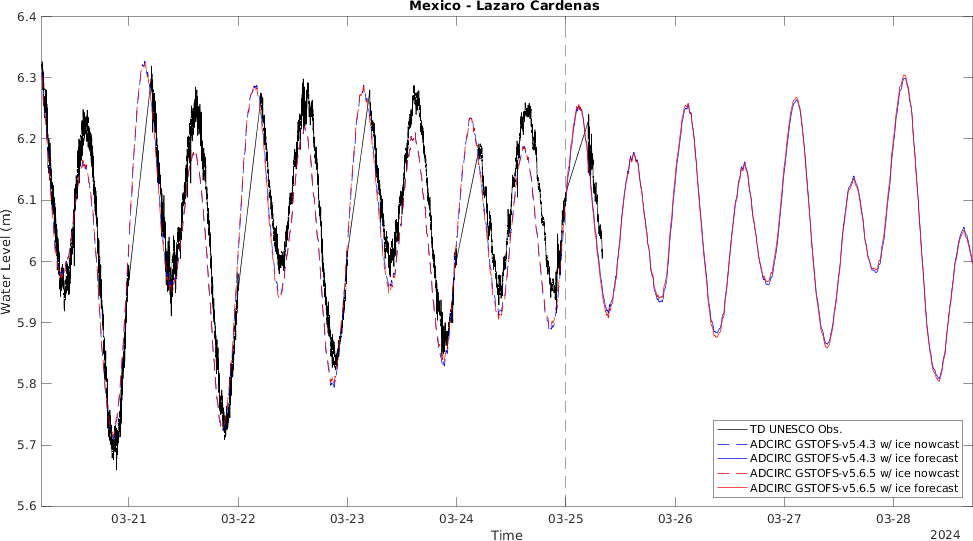 Mexico - Lazaro Cardenas
6.4
6.3
6.2
6.1
6
5.9
5.8
5.7
5.6
Water Level (m)
03-21 03-22 03-23 03-24 03-25 03-26 03-27 03-28
Time
2024
TD UNESCO Obs.
ADCIRC GSTOFS-v5.4.3 w/ ice nowcast
ADCIRC GSTOFS-v5.4.3 w/ ice forecast
ADCIRC GSTOFS-v5.6.5 w/ ice nowcast
ADCIRC GSTOFS-v5.6.5 w/ ice forecast